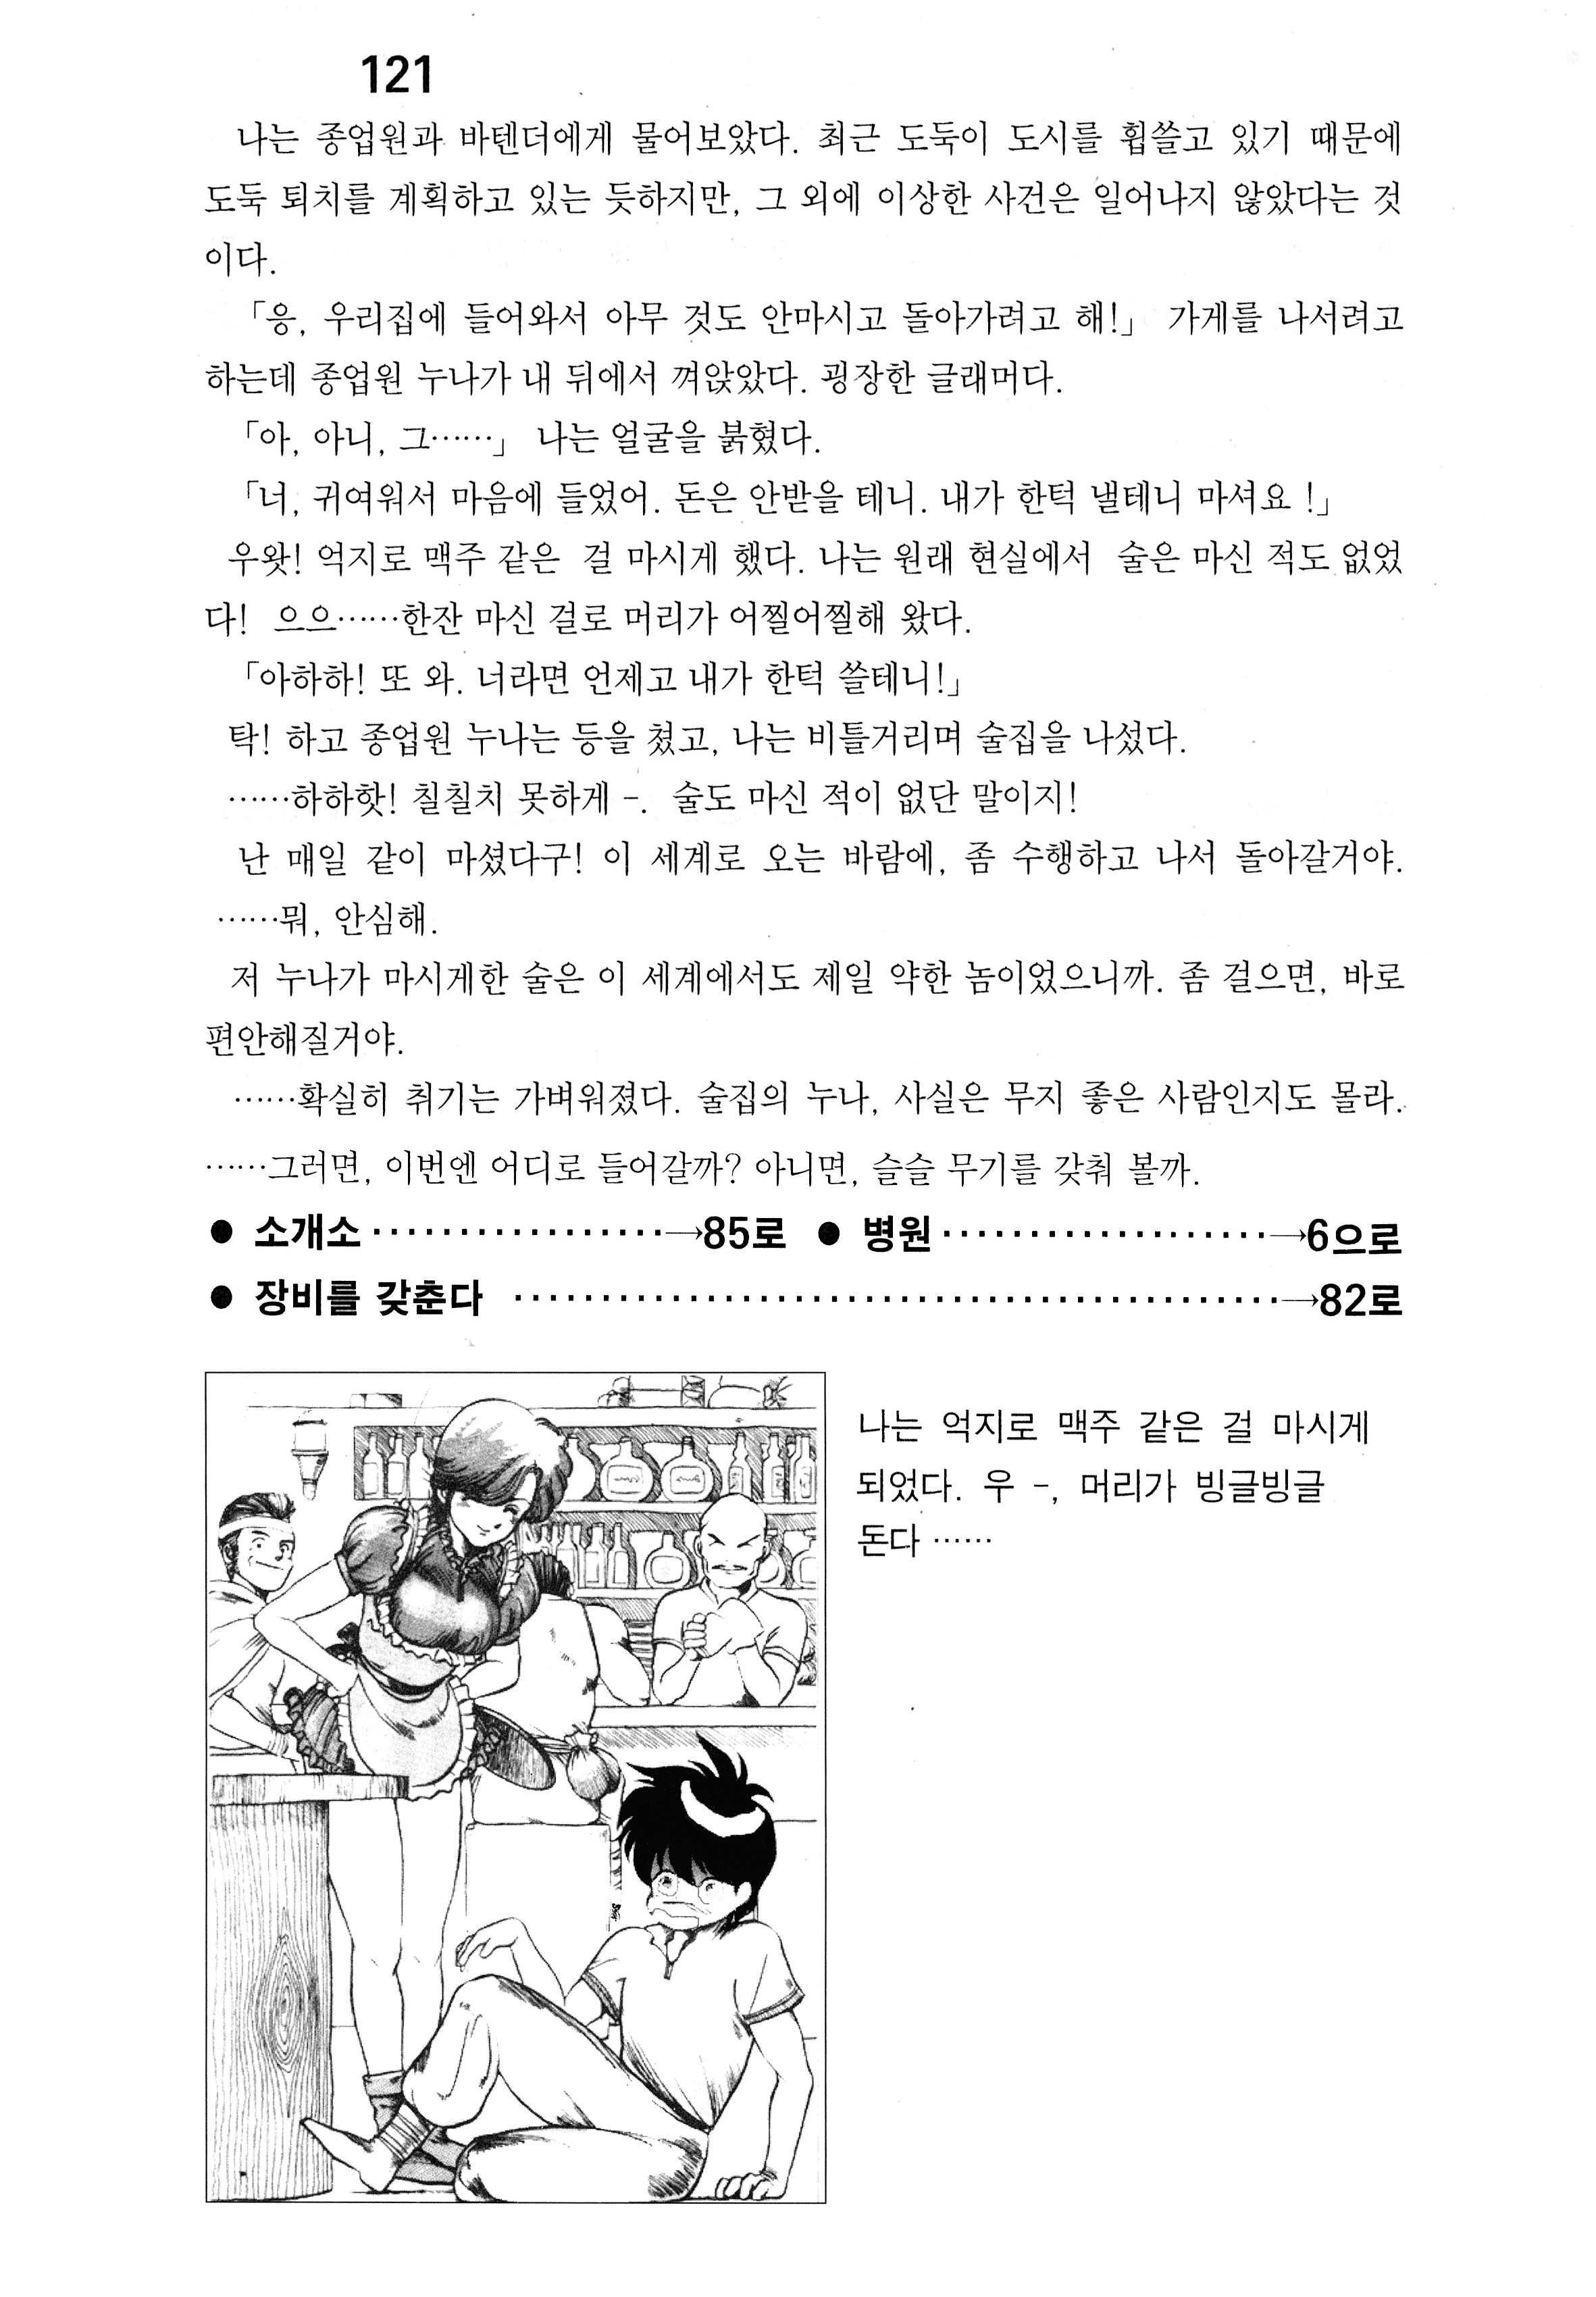 121
나는 종업원과 바텐더에게 물어보았다. 최근 도둑이 도시를 휩쓸고 있기 때문에
도둑 퇴치를 계획하고 있는 듯하지만, 그 외에 이상한 사건은 일어나지 않았다는 것
이다.
「응, 우리집에 들어와서 아무 것도 안마시고 돌아가려고 해!」 가게를 나서려고
하는데 종업원 누나가 내 뒤에서 껴앉았다. 굉장한 글래머다.
「아, 아니, 그……」 나는 얼굴을 붉혔다.
「너, 귀여워서 마음에 들었어. 돈은 안받을 테니. 내가 한턱 낼테니 마셔요 !」
우왓! 억지로 맥주 같은 걸 마시게 했다. 나는 원래 현실에서 술은 마신 적도 없었
다! 으으……한잔 마신 걸로 머리가 어찔어찔해 왔다.
「아하하! 또 와. 너라면 언제고 내가 한턱 쓸테니!」
탁! 하고 종업원 누나는 등을 쳤고, 나는 비틀거리며 술집을 나섰다.
……하하핫! 칠칠치 못하게 -. 술도 마신 적이 없단 말이지!
난 매일 같이 마셨다구! 이 세계로 오는 바람에, 좀 수행하고 나서 돌아갈거야.
……뭐, 안심해.
저 누나가 마시게한 술은 이 세계에서도 제일 약한 놈이었으니까. 좀 걸으면, 바로
편안해질거야.
……확실히 취기는 가벼워졌다. 술집의 누나, 사실은 무지 좋은 사람인지도 몰라.
……그러면, 이번엔 어디로 들어갈까? 아니면, 슬슬 무기를 갖춰 볼까.
● 소개소 ··················→85로 ● 병원 ···················→6으로
● 장비를 갖춘다 ·············································→82로
나는 억지로 맥주 같은 걸 마시게
되었다. 우 -, 머리가 빙글빙글
돈다 ……